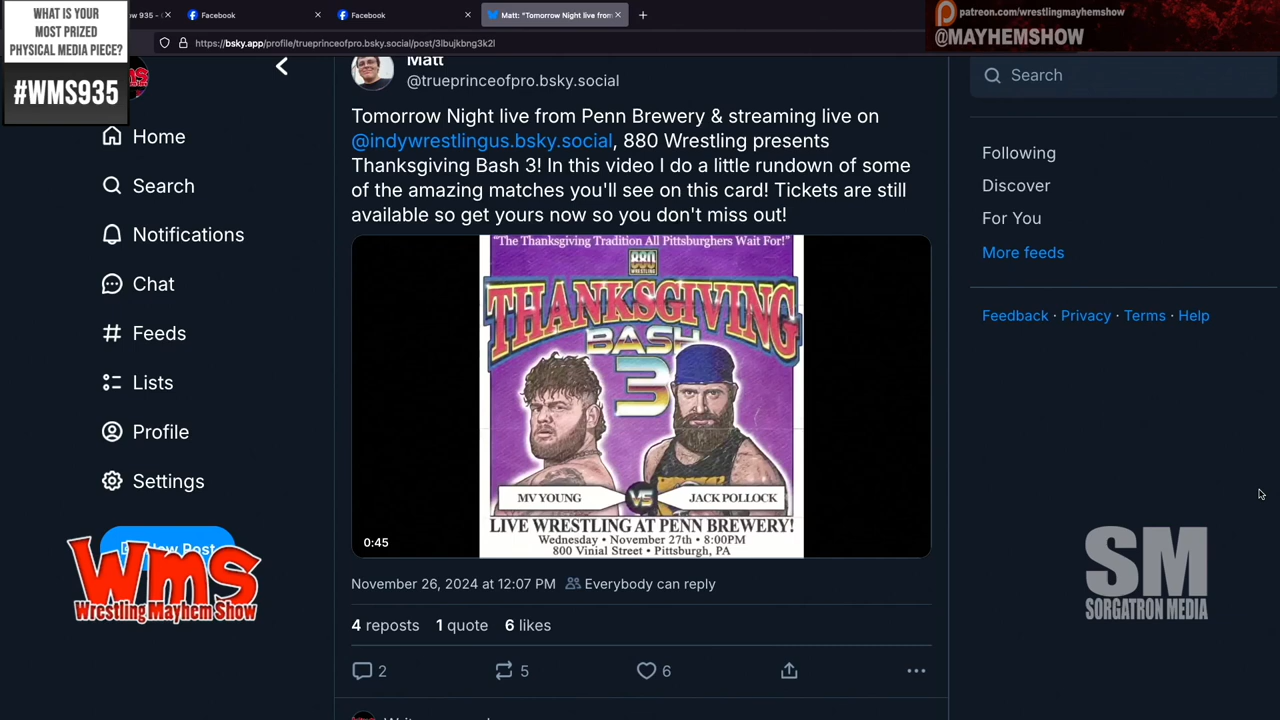 WHAT IS YOUR
MOST PRIZED
PHYSICAL MEDIA PIECE?
#WMS935
Facebook
Facebook
Matt: "Tomorrow Night live from
https://bsky.app/profile/trueprinceofpro.bsky.social/post/3lbujkbng3k2l
patreon.com/wrestlingmayhemshow
@MAYHEMSHOW
Home
Search
Notifications
Chat
Feeds
Lists
Profile
Settings
New Post
WMS
Wrestling Mayhem Show
Matt
@trueprinceofpro.bsky.social
Tomorrow Night live from Penn Brewery & streaming live on
@indywrestlingus.bsky.social, 880 Wrestling presents
Thanksgiving Bash 3! In this video I do a little rundown of some
of the amazing matches you'll see on this card! Tickets are still
available so get yours now so you don't miss out!
"The Thanksgiving Tradition All Pittsburghers Wait For!"
880
WRESTLING
THANKSGIVING
BASH
3
MV YOUNG
VS
JACK POLLOCK
LIVE WRESTLING AT PENN BREWERY!
Wednesday • November 27th • 8:00PM
800 Vinial Street • Pittsburgh, PA
0:45
November 26, 2024 at 12:07 PM
Everybody can reply
4 reposts 1 quote 6 likes
2
5
6
Search
Following
Discover
For You
More feeds
Feedback · Privacy · Terms · Help
SM
SORGATRON MEDIA